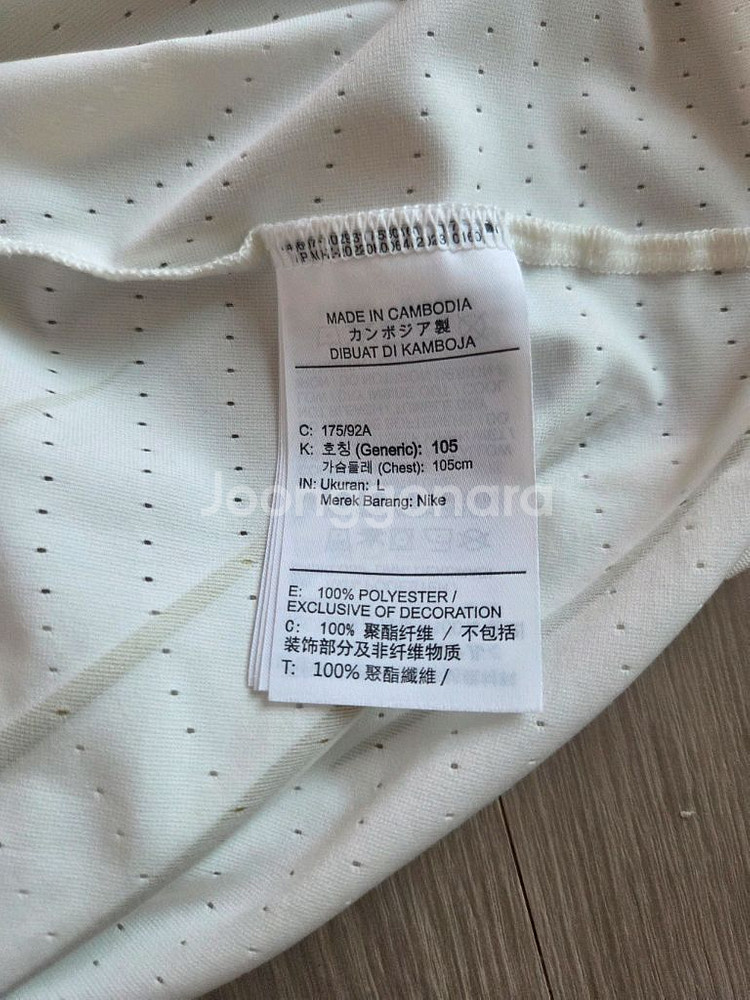 MADE IN CAMBODIA
カンボジア製
DIBUAT DI KAMBOJA
C: 175/92A
K: 호칭 (Generic): 105
가슴둘레 (Chest): 105cm
IN: Ukuran: L
Merek Barang: Nike
Joonggonara
E: 100% POLYESTER /
EXCLUSIVE OF DECORATION
C: 100% 聚酯纤维 / 不包括
装饰部分及非纤维物质
T: 100% 聚酯纖維 /